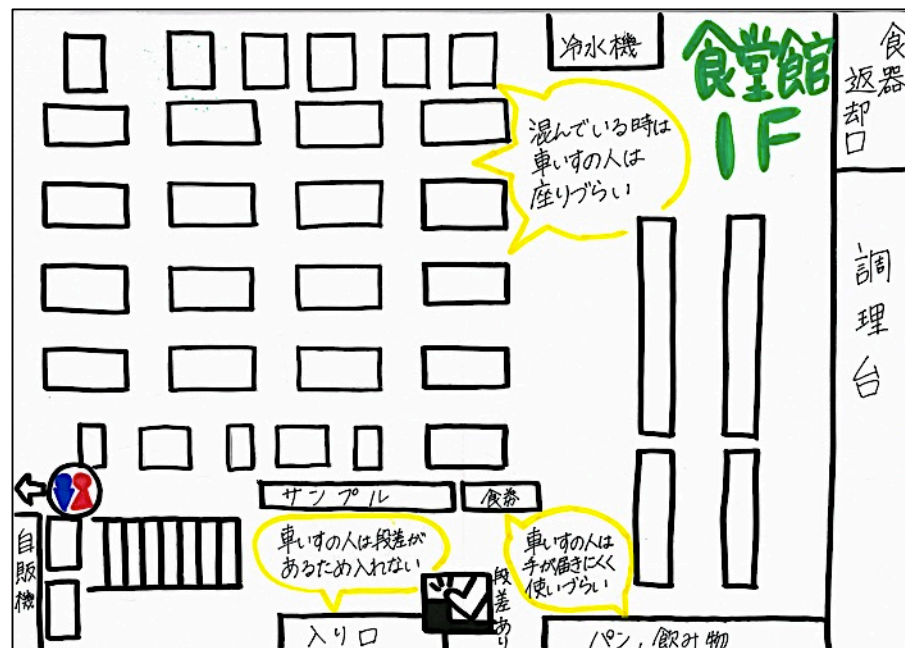 冷水機
食堂館
1F
食器
返却口
混んでいる時は
車いすの人は
座りづらい
調理台
サンプル
食券
自販機
車いすの人は段差が
あるため入れない
車いすの人は
手が届きにくく
使いづらい
段差あり
入り口
パン、飲み物